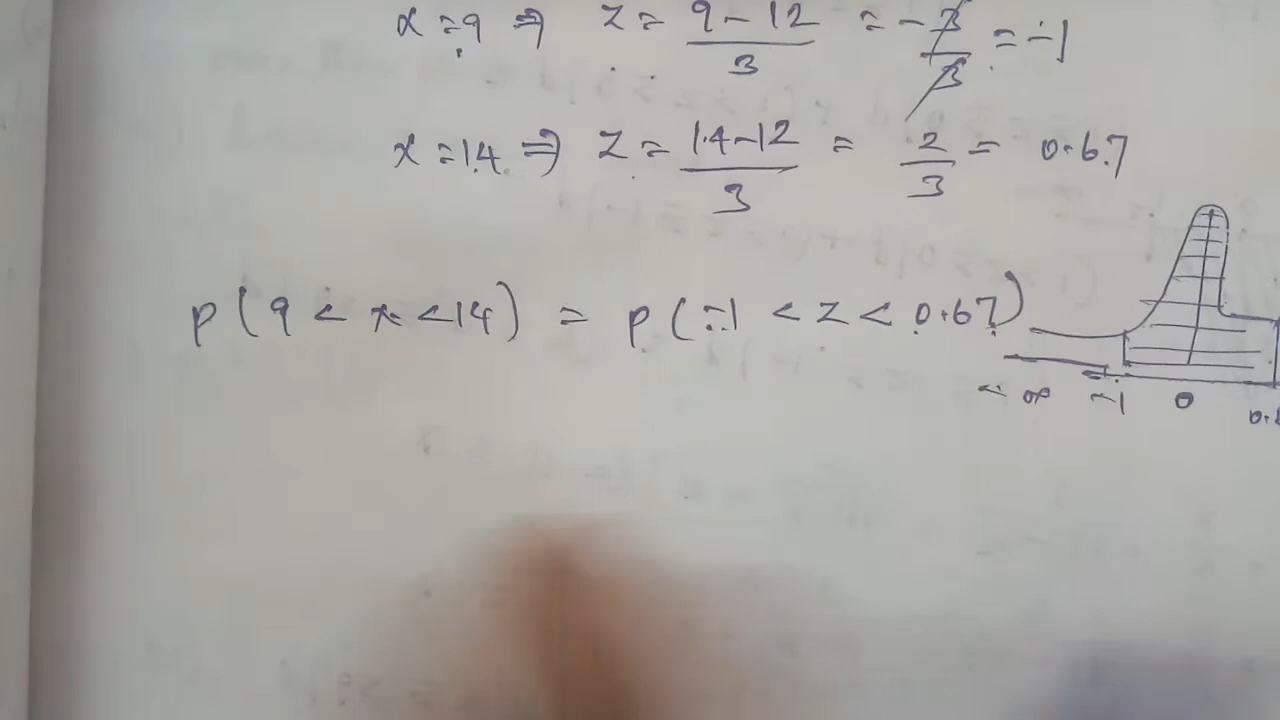 x = 9 ⇒ z = 9 - 12 / 3 = - 3 / 3 = -1
x = 14 ⇒ z = 14 - 12 / 3 = 2 / 3 = 0.67
P ( 9 < x < 14 ) = P ( -1 < z < 0.67 )
-∞ -1 0